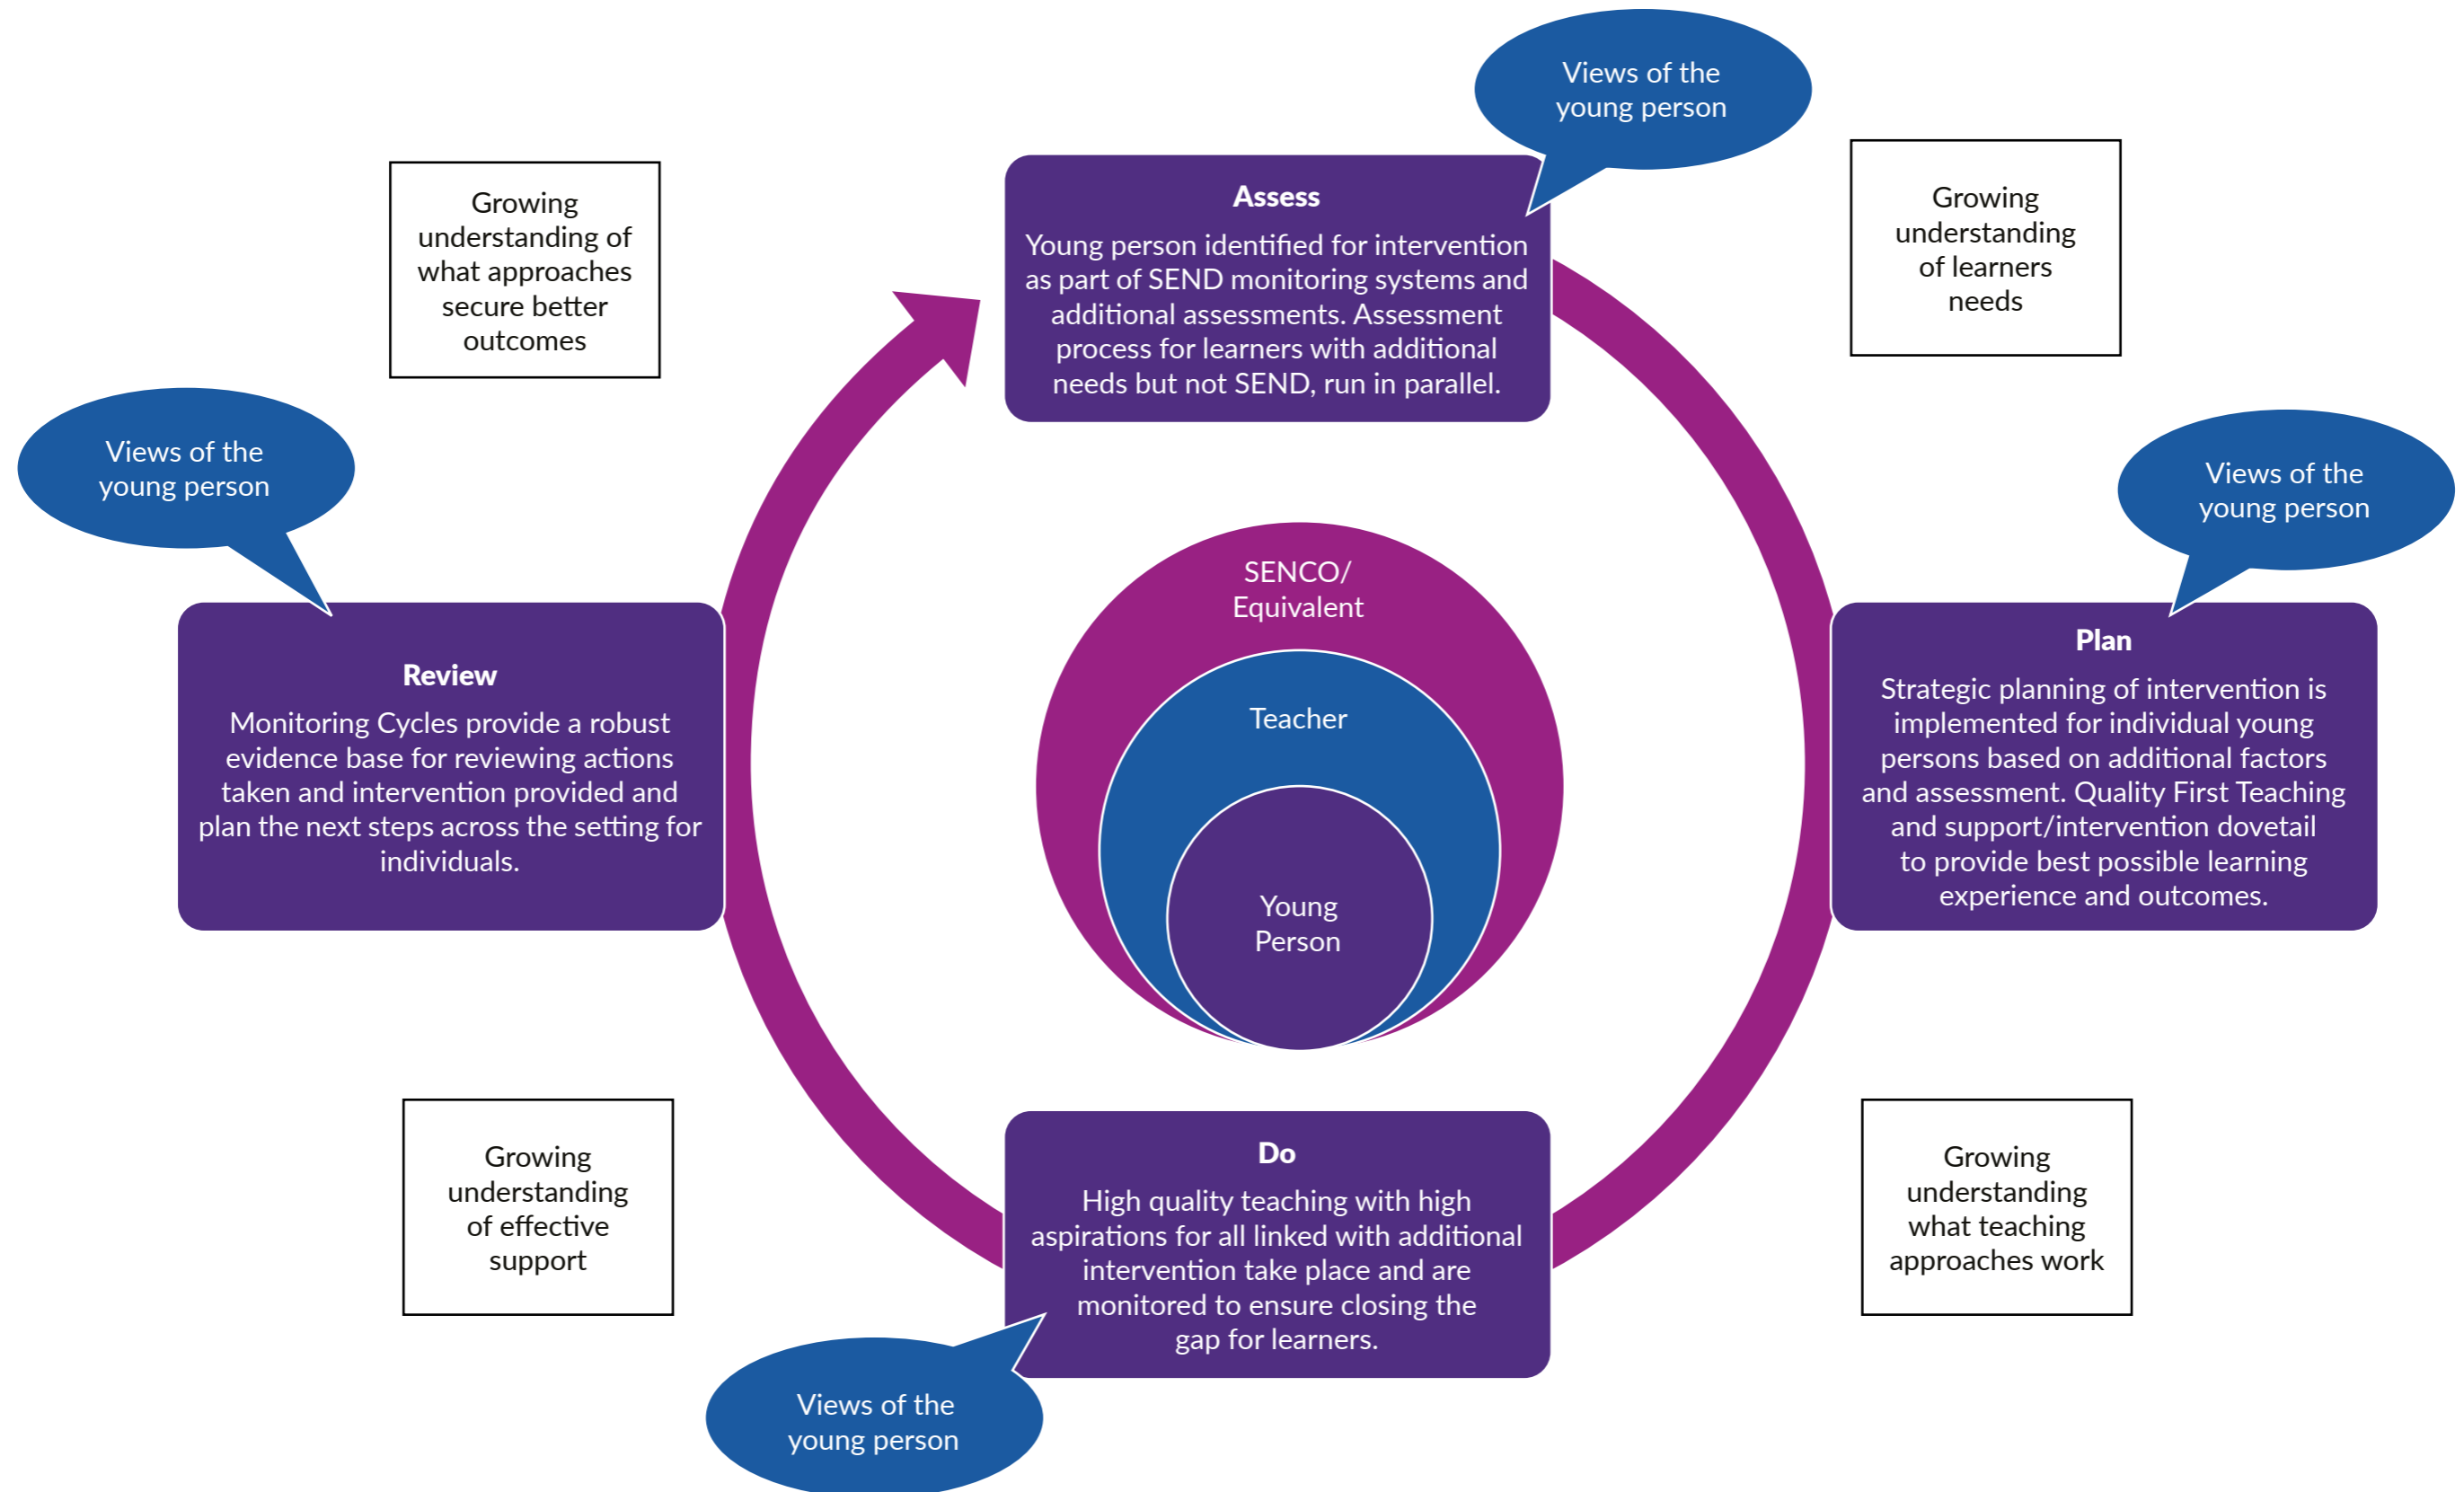 Views of the
young person
Growing
understanding of
what approaches
secure better
outcomes
Assess
Young person identified for intervention
as part of SEND monitoring systems and
additional assessments. Assessment
process for learners with additional
needs but not SEND, run in parallel.
Growing
understanding
of learners
needs
Views of the
young person
Views of the
young person
SENCO/
Equivalent
Teacher
Young
Person
Review
Monitoring Cycles provide a robust
evidence base for reviewing actions
taken and intervention provided and
plan the next steps across the setting for
individuals.
Plan
Strategic planning of intervention is
implemented for individual young
persons based on additional factors
and assessment. Quality First Teaching
and support/intervention dovetail
to provide best possible learning
experience and outcomes.
Growing
understanding
of effective
support
Do
High quality teaching with high
aspirations for all linked with additional
intervention take place and are
monitored to ensure closing the
gap for learners.
Growing
understanding
what teaching
approaches work
Views of the
young person